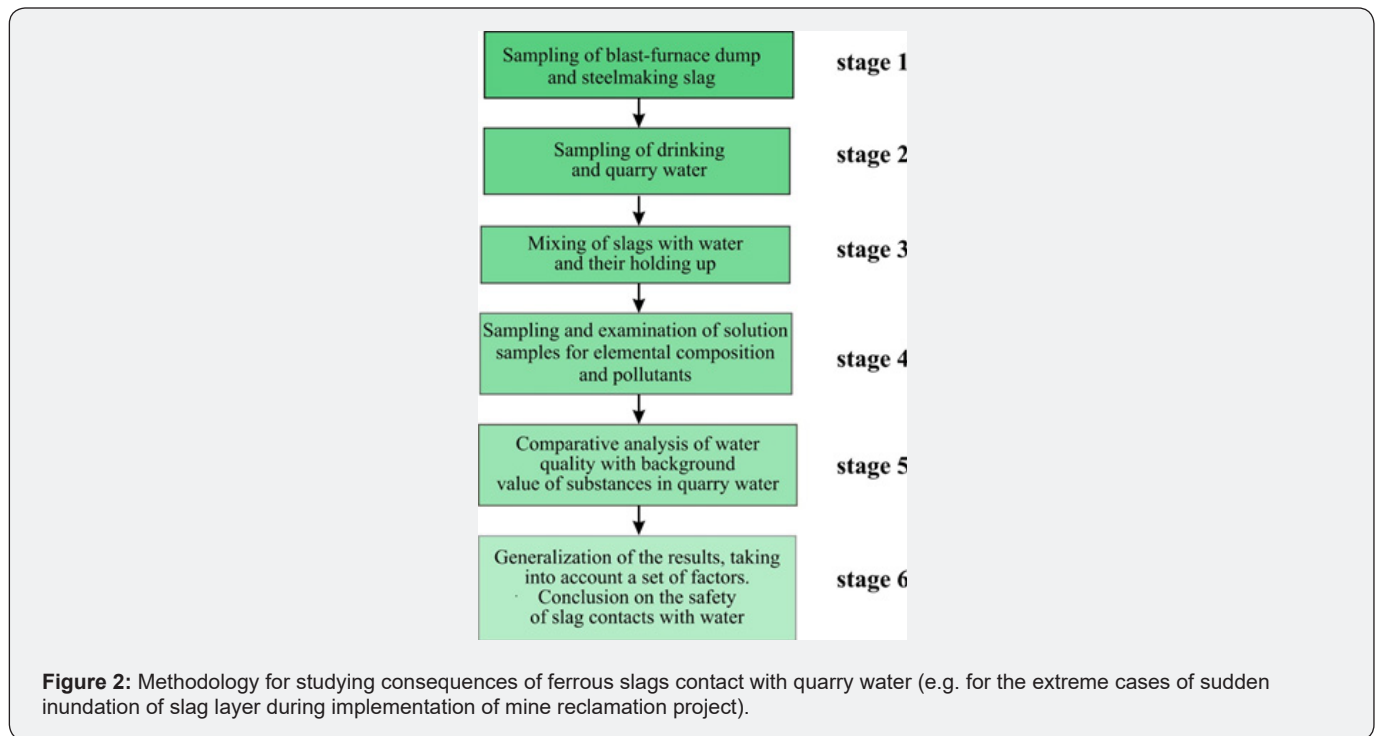 Sampling of blast-furnace dump
and steelmaking slag
stage 1
Sampling of drinking
and quarry water
stage 2
Mixing of slags with water
and their holding up
stage 3
Sampling and examination of solution
samples for elemental composition
and pollutants
stage 4
Comparative analysis of water
quality with background
value of substances in quarry water
stage 5
Generalization of the results, taking
into account a set of factors.
Conclusion on the safety
of slag contacts with water
stage 6
Figure 2: Methodology for studying consequences of ferrous slags contact with quarry water (e.g. for the extreme cases of sudden
inundation of slag layer during implementation of mine reclamation project).